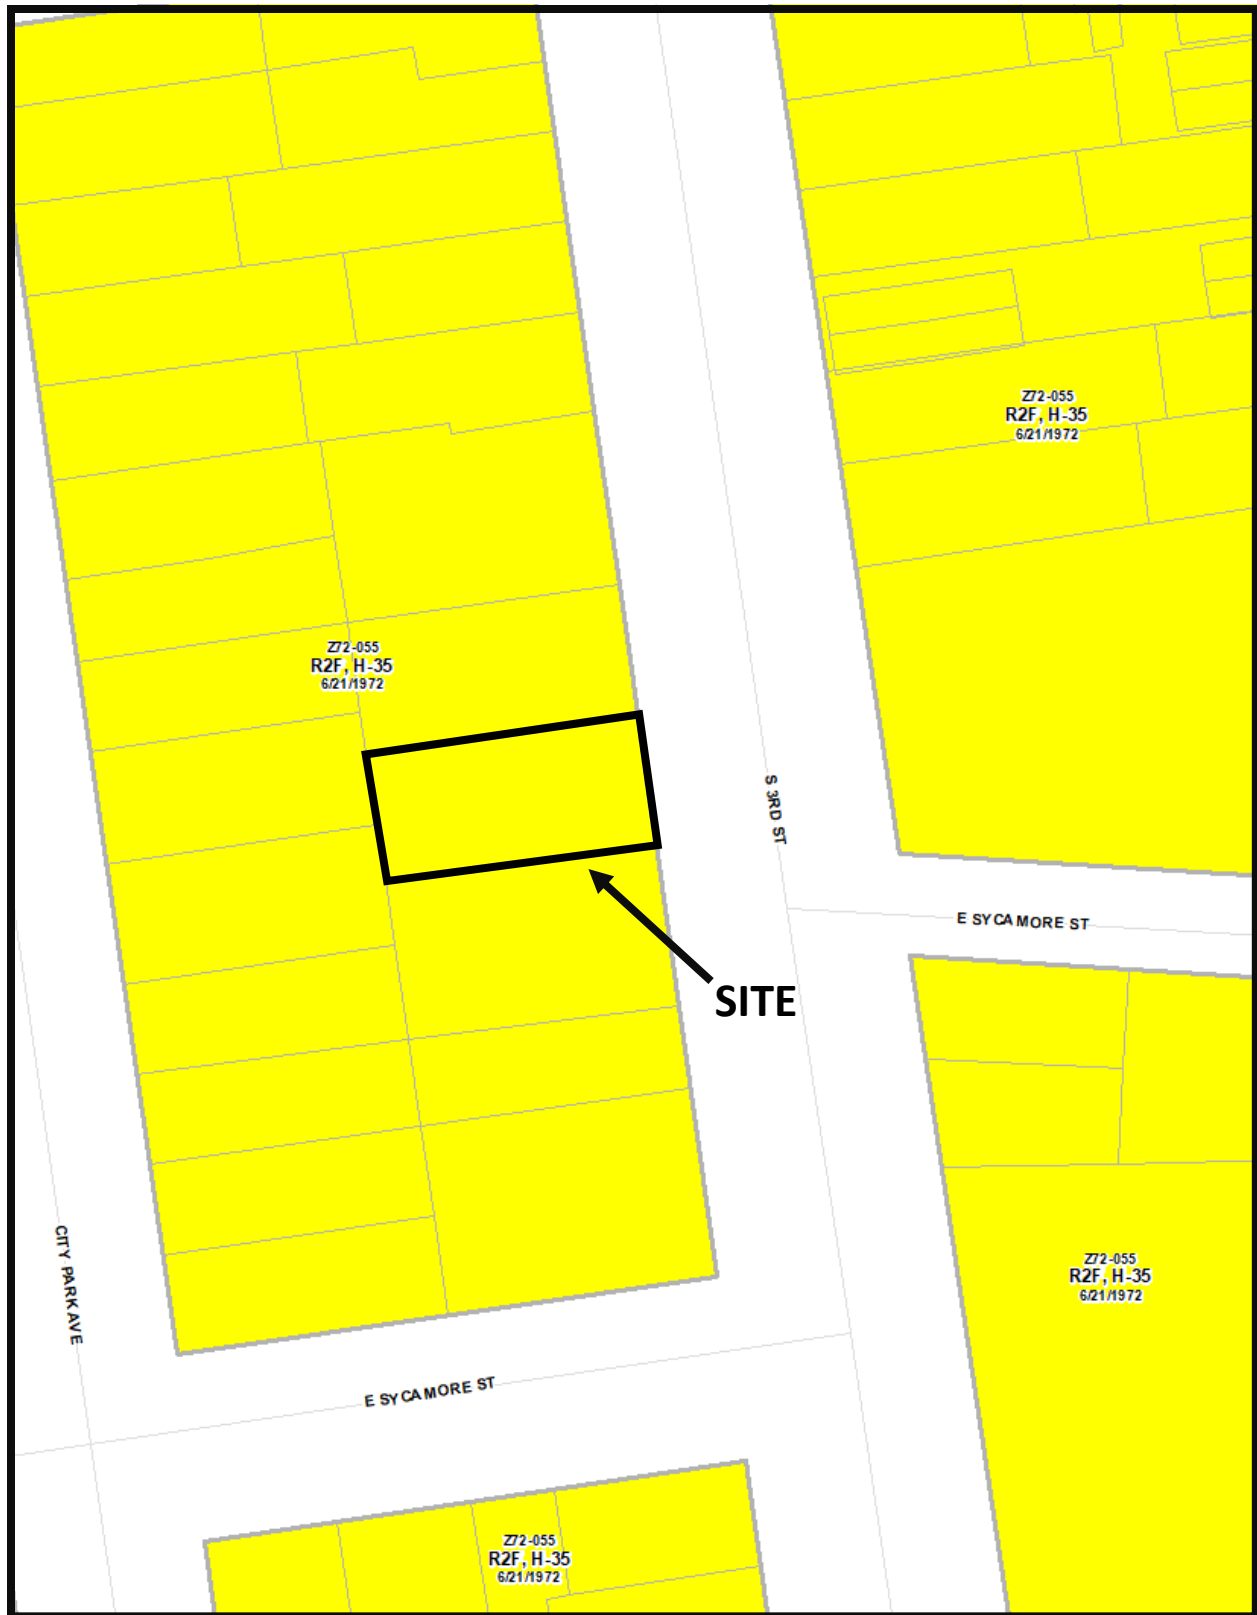 Z72-055
R2F, H-35
6/21/1972
Z72-055
R2F, H-35
6/21/1972
S 3RD ST
E SYCAMORE ST
SITE
CITY PARK AVE
Z72-055
R2F, H-35
6/21/1972
E SYCAMORE ST
Z72-055
R2F, H-35
6/21/1972